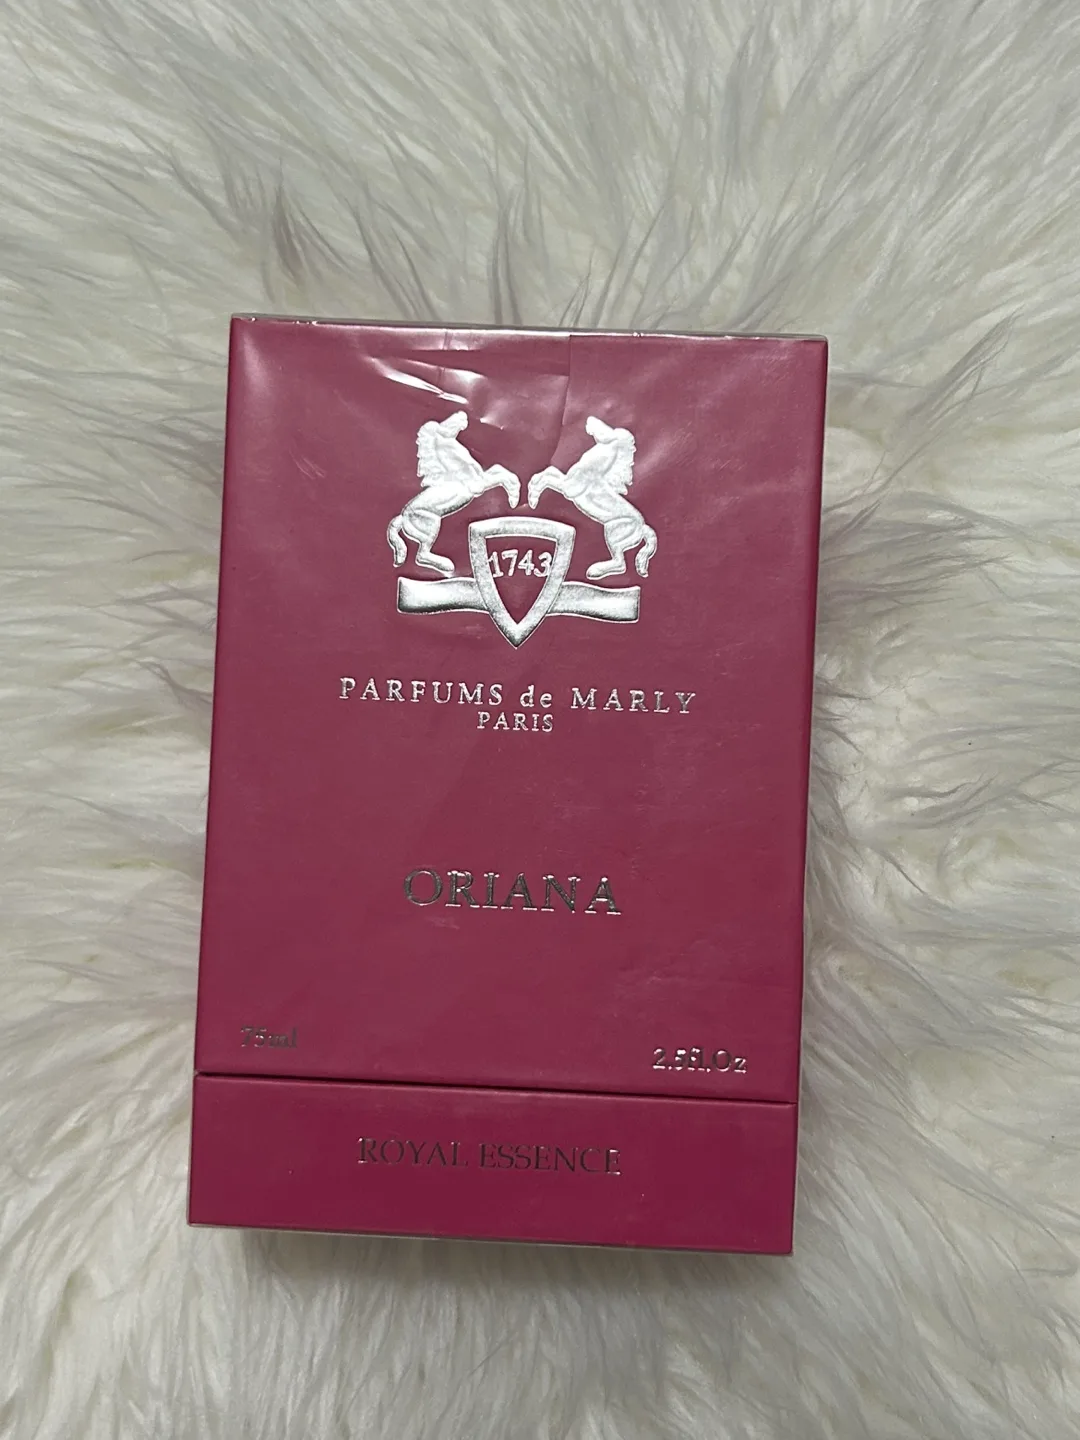 1743
PARFUMS de MARLY
PARIS
ORIANA
75ml
2.5fl.Oz
ROYAL ESSENCE